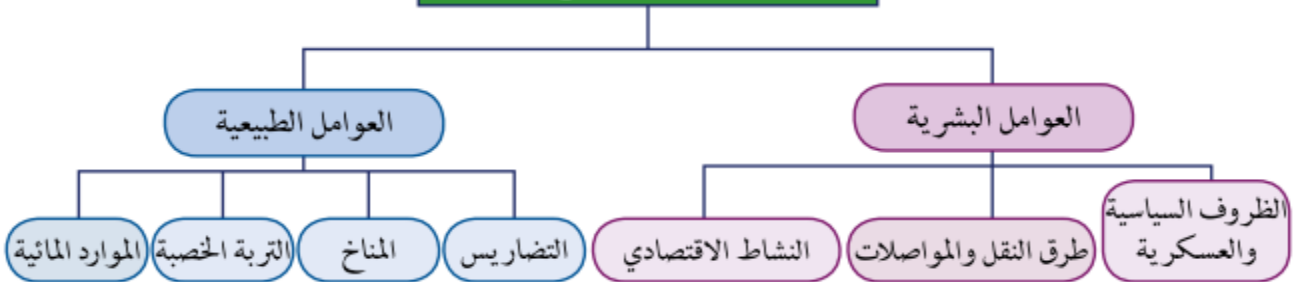 العوامل البشرية
العوامل الطبيعية
الظروف السياسية
والعسكرية
طرق النقل والمواصلات
النشاط الاقتصادي
التضاريس
المناخ
التربة الخصبة
الموارد المائية